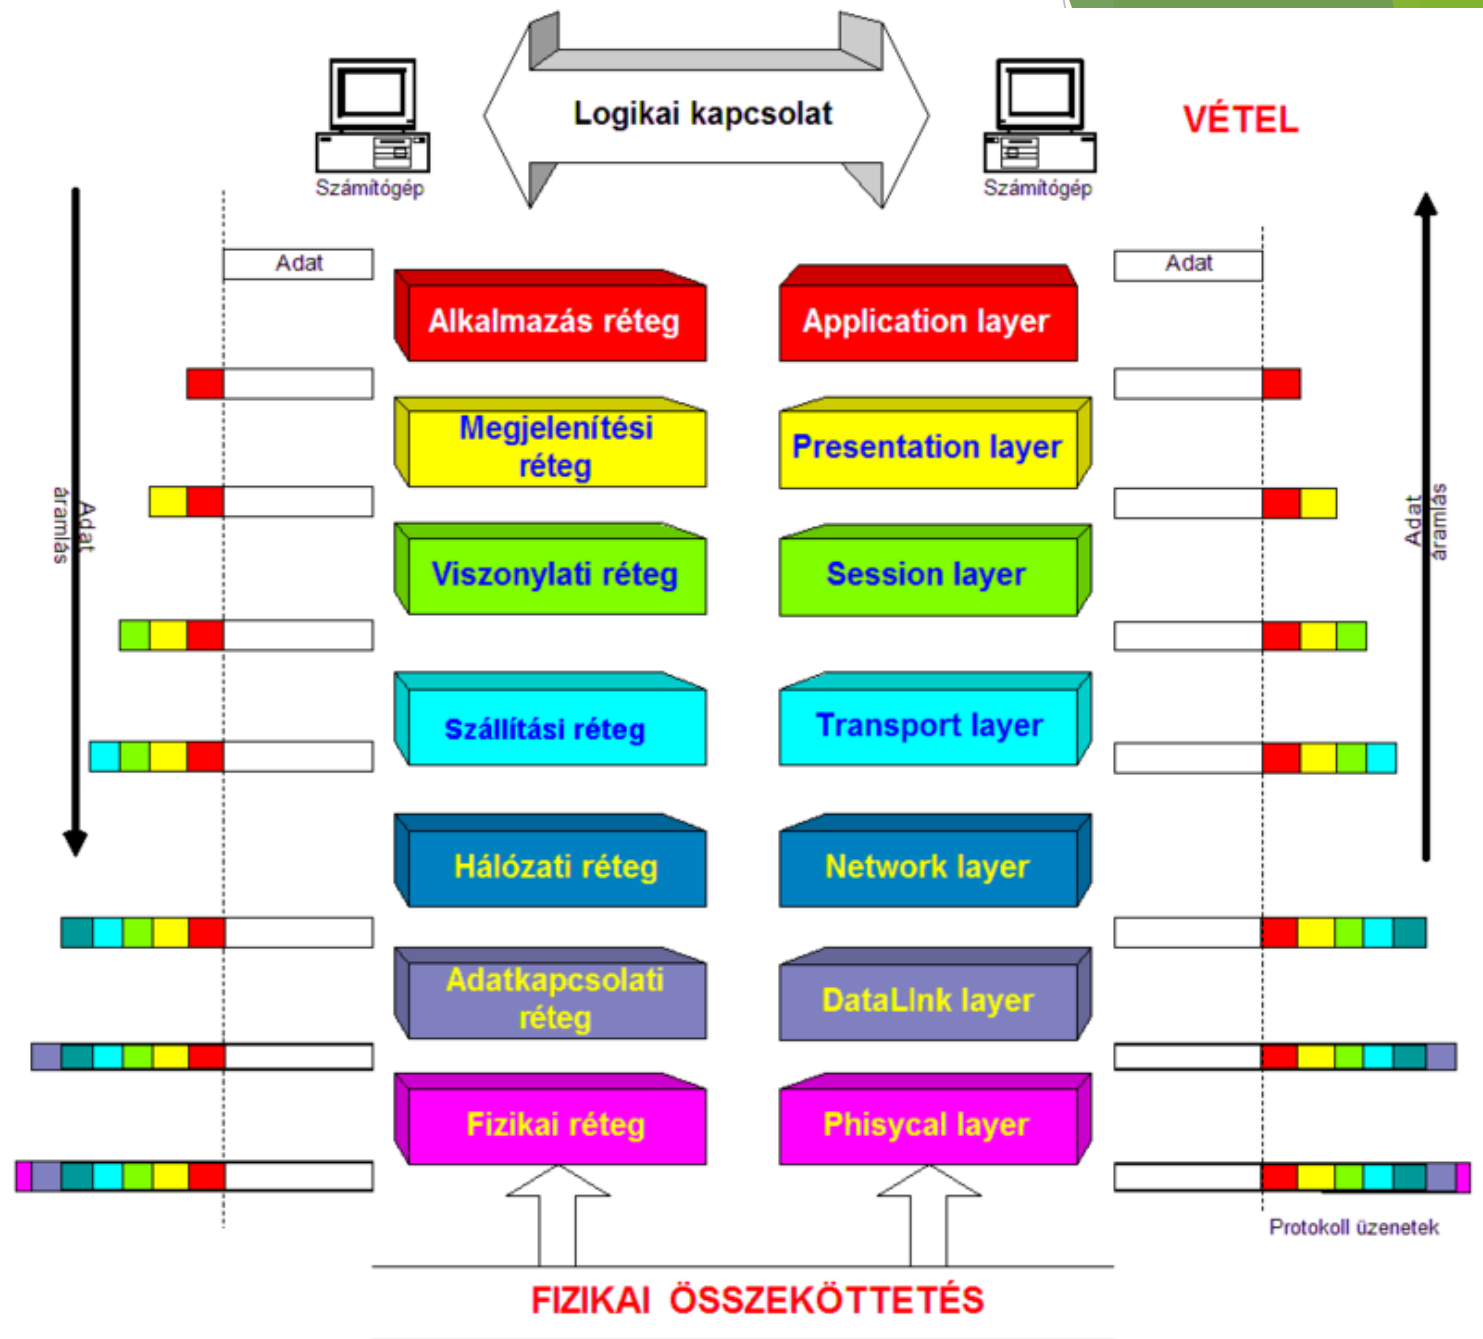 Logikai kapcsolat
VÉTEL
Számítógép
Számítógép
Adat
Adat
Alkalmazás réteg
Application layer
Megjelenítési
réteg
Presentation layer
Adat
áramlás
Adat
áramlás
Viszonylati réteg
Session layer
Szállítási réteg
Transport layer
Hálózati réteg
Network layer
Adatkapcsolati
réteg
DataLInk layer
Fizikai réteg
Phisycal layer
Protokoll üzenetek
FIZIKAI ÖSSZEKÖTTETÉS